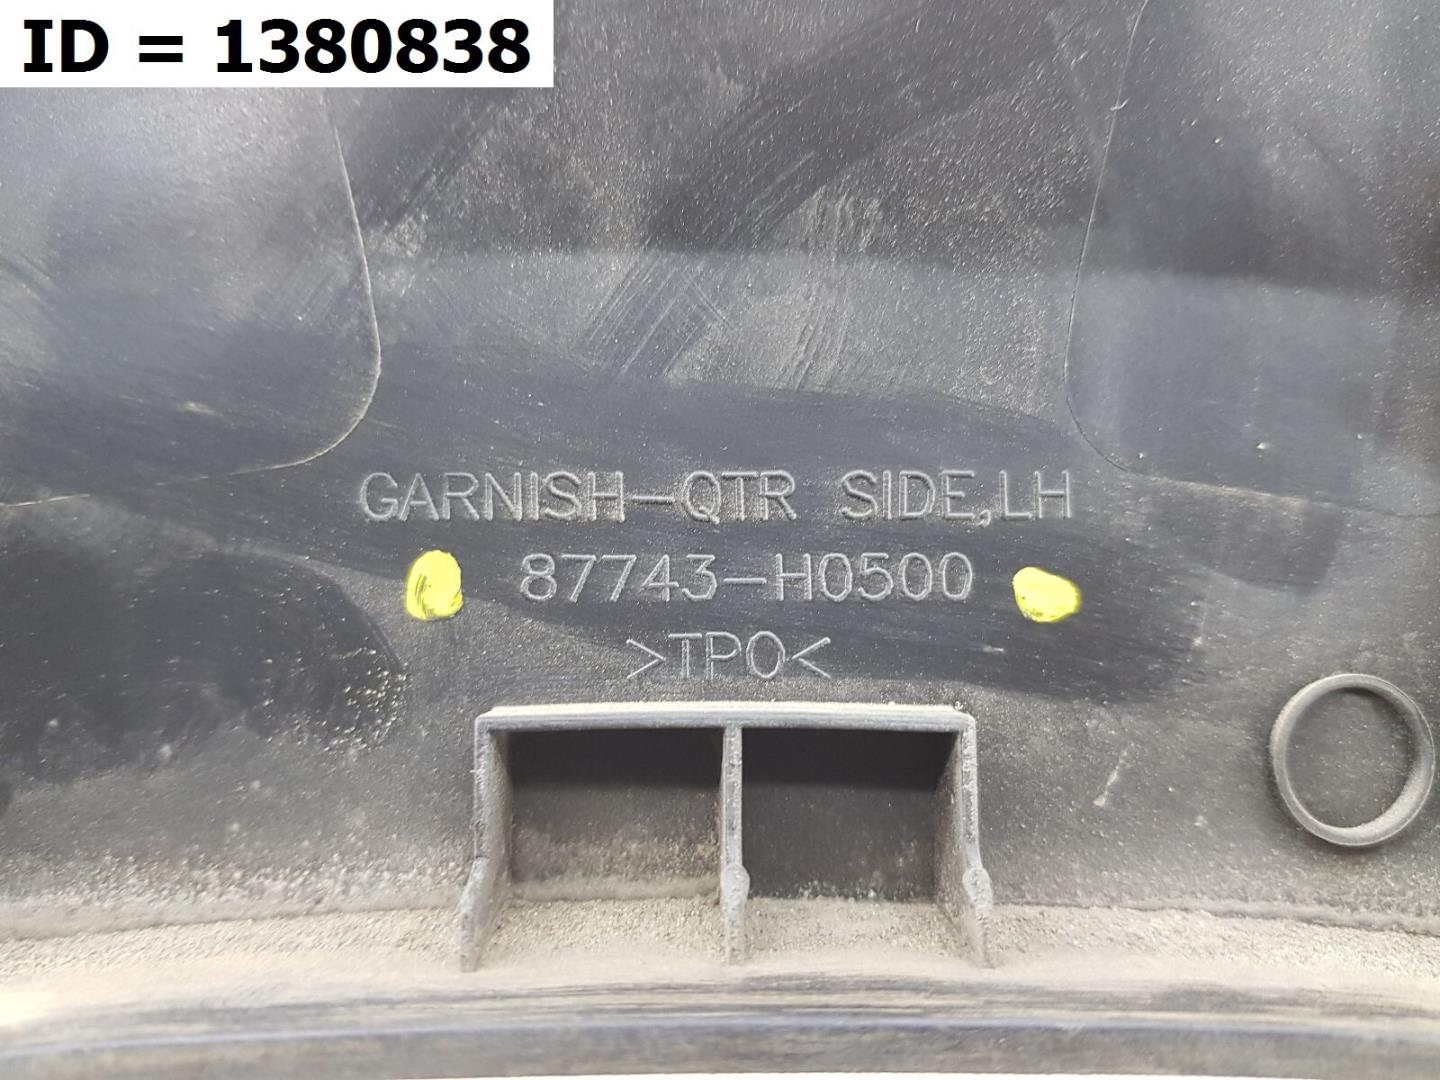 ID = 1380838
GARNISH-QTR SIDE,LH
87743-H0500
>TPO<